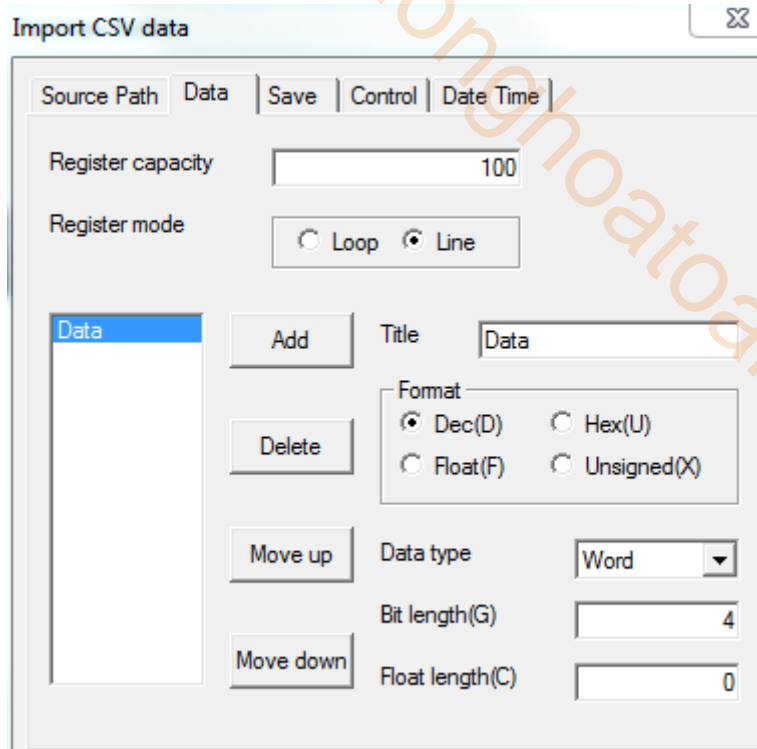 Import CSV data
Source Path Data Save Control Date Time
Register capacity 100
Register mode Loop Line
Data
Add
Title Data
Format
Dec(D) Hex(U)
Delete
Float(F) Unsigned(X)
Move up
Data type Word
Bit length(G) 4
Move down
Float length(C) 0